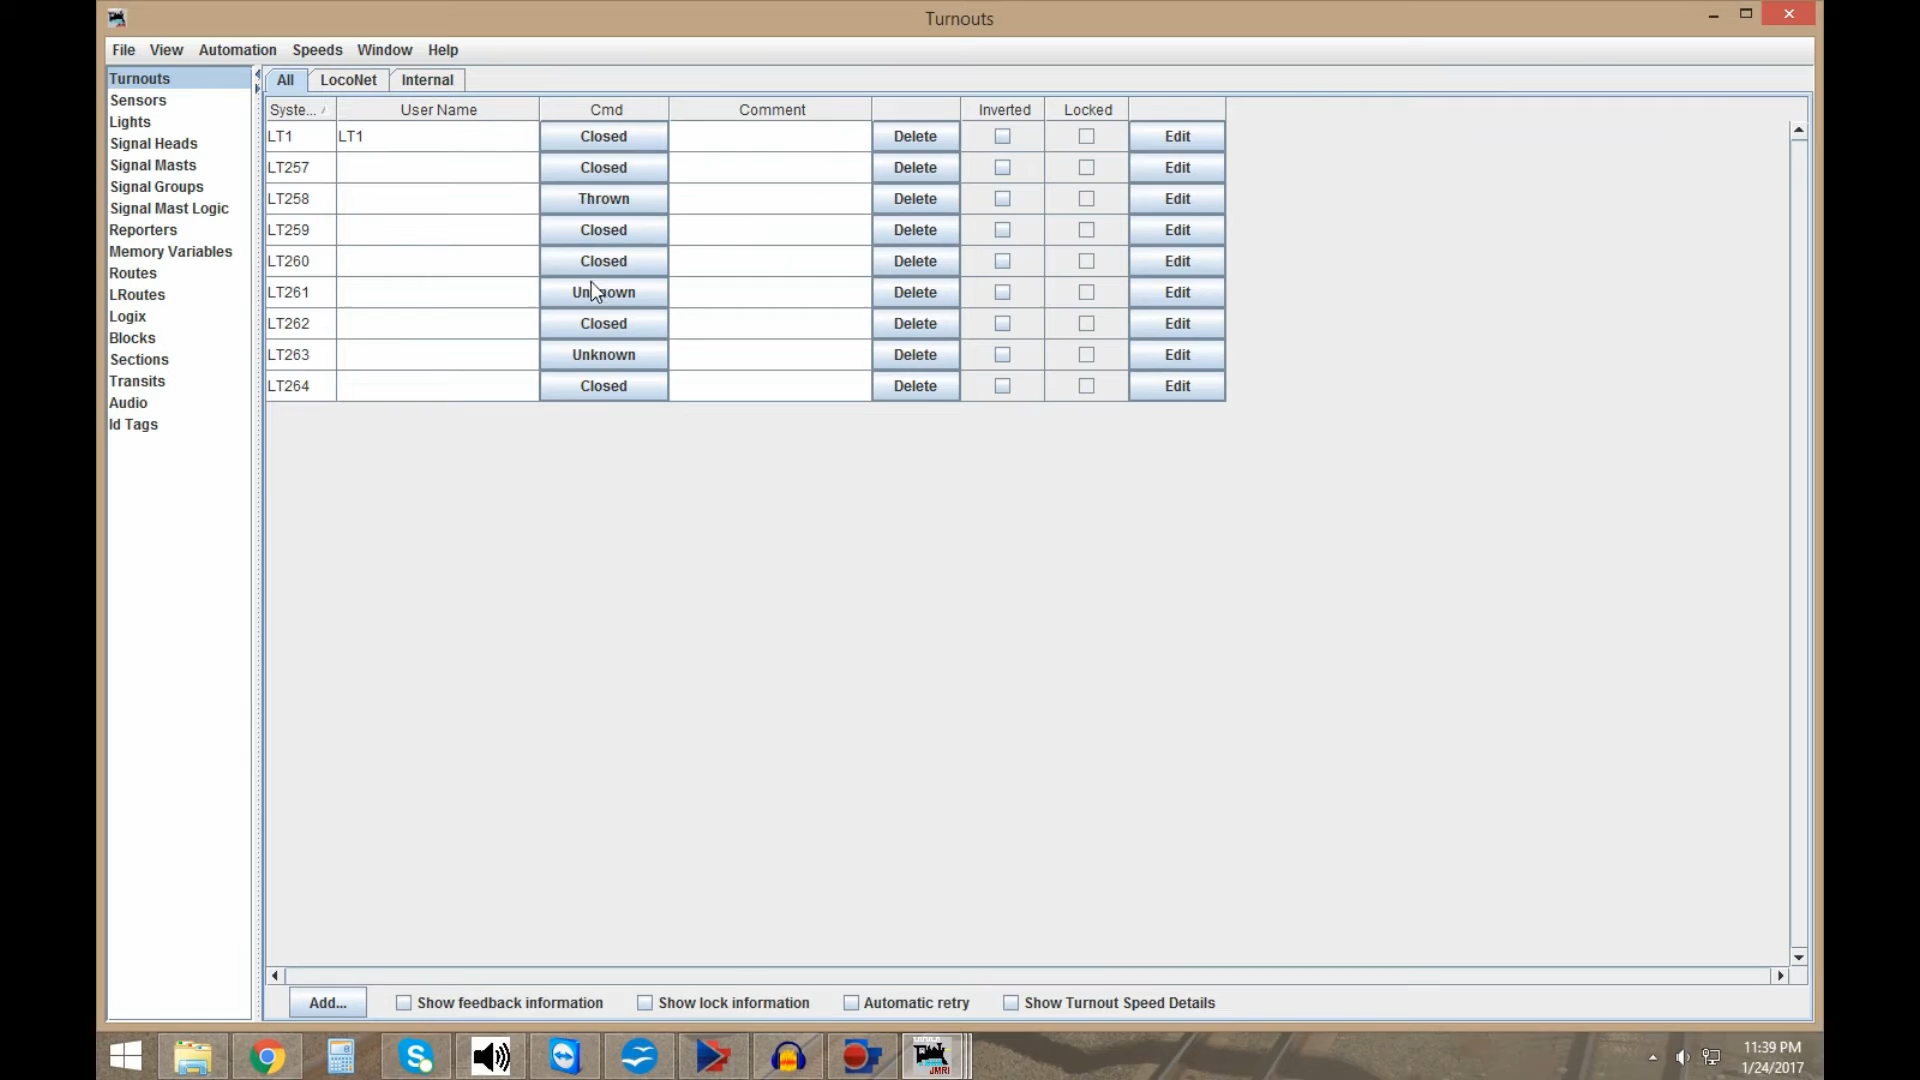 Turnouts
File View Automation Speeds Window Help
Turnouts
Sensors
Lights
Signal Heads
Signal Masts
Signal Groups
Signal Mast Logic
Reporters
Memory Variables
Routes
LRoutes
Logix
Blocks
Sections
Transits
Audio
Id Tags
All LocoNet Internal
Syste... User Name Cmd Comment Inverted Locked
LT1 LT1 Closed Delete Edit
LT257 Closed Delete Edit
LT258 Thrown Delete Edit
LT259 Closed Delete Edit
LT260 Closed Delete Edit
LT261 Unknown Delete Edit
LT262 Closed Delete Edit
LT263 Unknown Delete Edit
LT264 Closed Delete Edit
Add... Show feedback information Show lock information Automatic retry Show Turnout Speed Details
JMRI
11:39 PM
1/24/2017